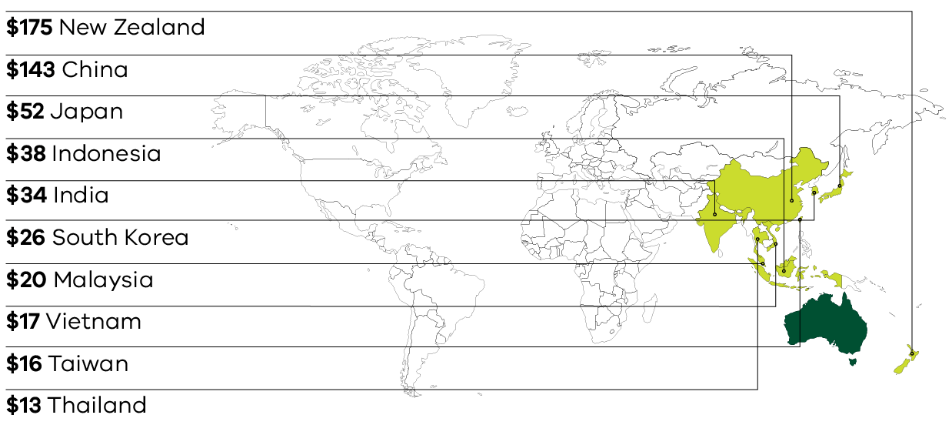 $175 New Zealand
$143 China
$52 Japan
$38 Indonesia
$34 India
$26 South Korea
$20 Malaysia
$17 Vietnam
$16 Taiwan
$13 Thailand